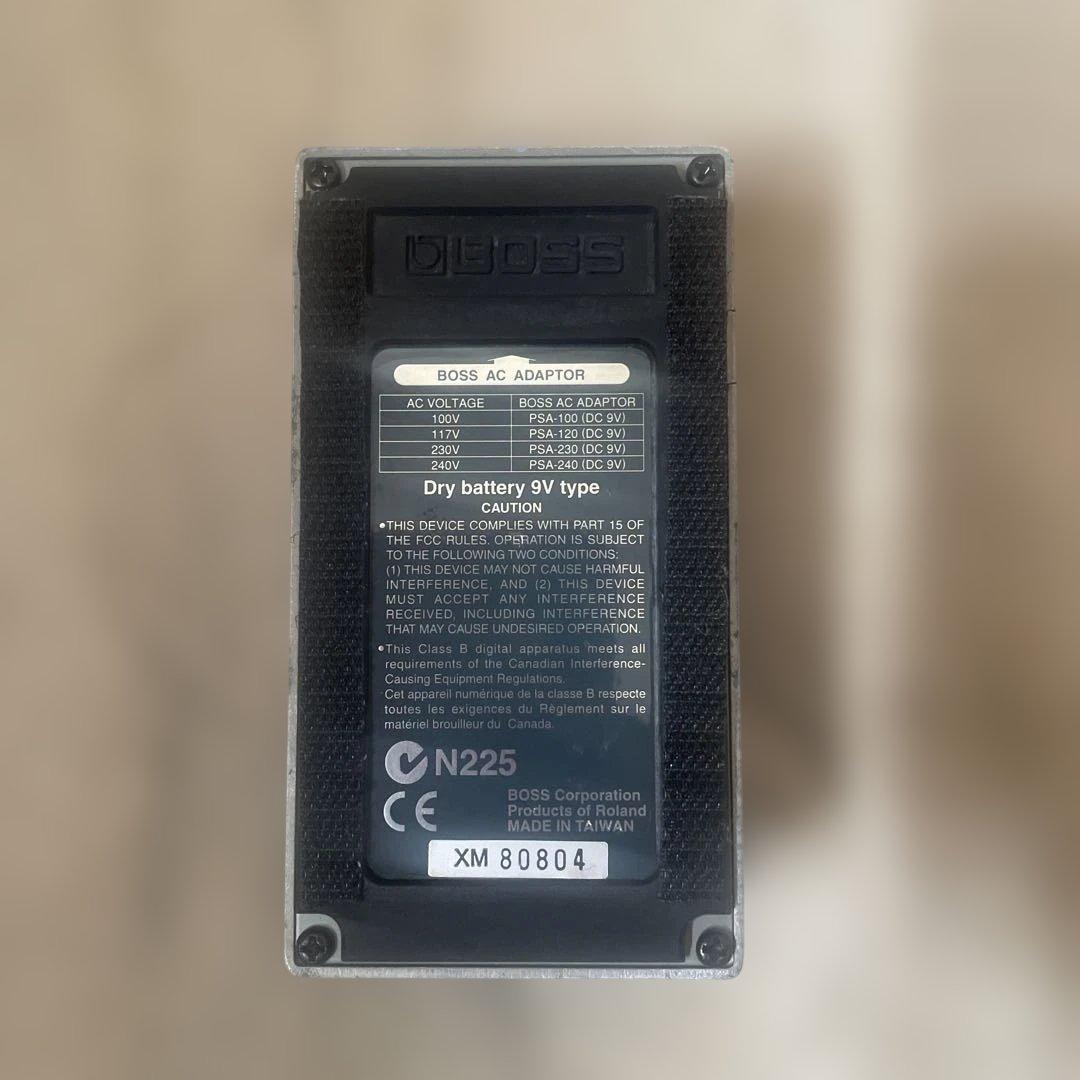 BOSS
BOSS AC ADAPTOR
AC VOLTAGE BOSS AC ADAPTOR
100V PSA-100 (DC 9V)
117V PSA-120 (DC 9V)
230V PSA-230 (DC 9V)
240V PSA-240 (DC 9V)
Dry battery 9V type
CAUTION
•THIS DEVICE COMPLIES WITH PART 15 OF
THE FCC RULES. OPERATION IS SUBJECT
TO THE FOLLOWING TWO CONDITIONS:
(1) THIS DEVICE MAY NOT CAUSE HARMFUL
INTERFERENCE, AND (2) THIS DEVICE
MUST ACCEPT ANY INTERFERENCE
RECEIVED, INCLUDING INTERFERENCE
THAT MAY CAUSE UNDESIRED OPERATION.
•This Class B digital apparatus meets all
requirements of the Canadian Interference-
Causing Equipment Regulations.
Cet appareil numérique de la classe B respecte
toutes les exigences du Règlement sur le
matériel brouilleur du Canada.
N225
CE
BOSS Corporation
Products of Roland
MADE IN TAIWAN
XM 80804